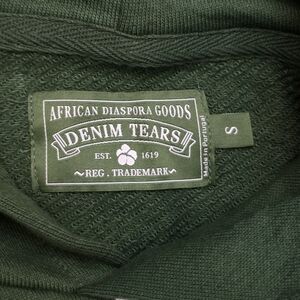 AFRICAN DIASPORA GOODS
DENIM TEARS
EST. 1619
~REG. TRADEMARK~
Made in Portugal
S